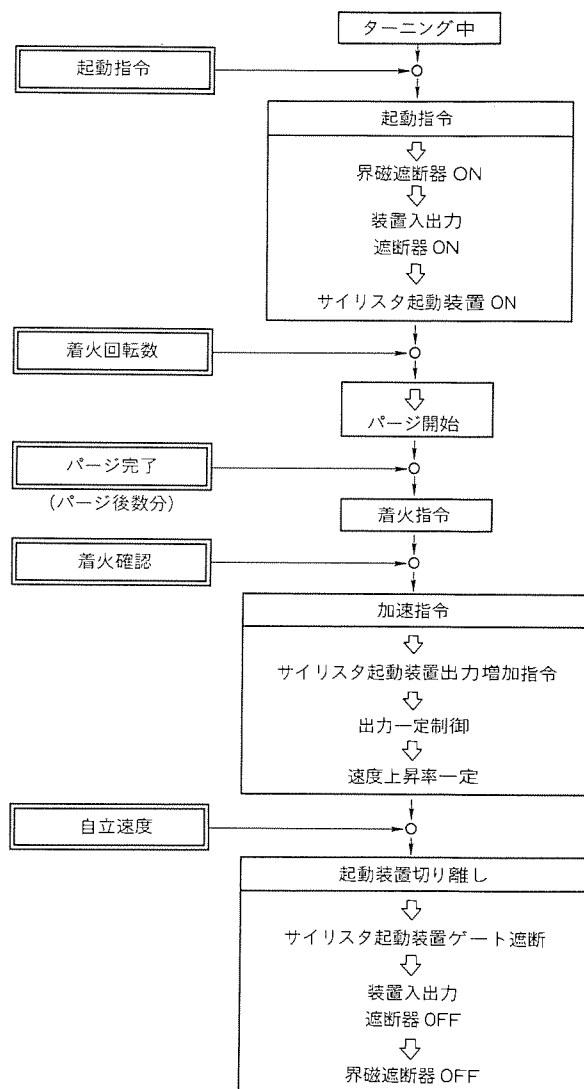 ターニング中
起動指令
起動指令
界磁遮断器 ON
装置入出力
遮断器 ON
サイリスタ起動装置 ON
着火回転数
パージ開始
パージ完了
(パージ後数分)
着火指令
着火確認
加速指令
サイリスタ起動装置出力増加指令
出力一定制御
速度上昇率一定
自立速度
起動装置切り離し
サイリスタ起動装置ゲート遮断
装置入出力
遮断器 OFF
界磁遮断器 OFF